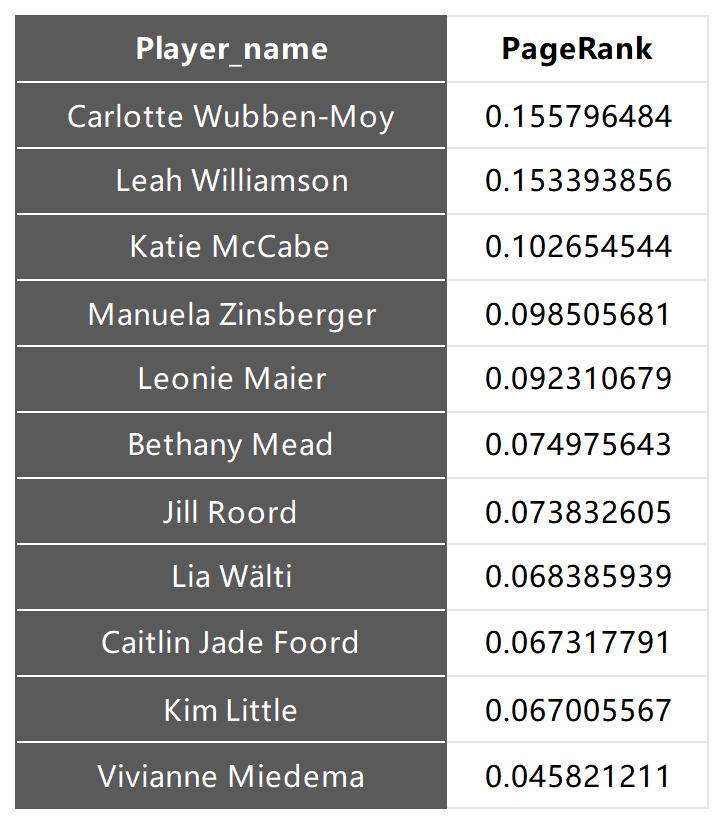 Player_name PageRank
Carlotte Wubben-Moy 0.155796484
Leah Williamson 0.153393856
Katie McCabe 0.102654544
Manuela Zinsberger 0.098505681
Leonie Maier 0.092310679
Bethany Mead 0.074975643
Jill Roord 0.073832605
Lia Wälti 0.068385939
Caitlin Jade Foord 0.067317791
Kim Little 0.067005567
Vivianne Miedema 0.045821211